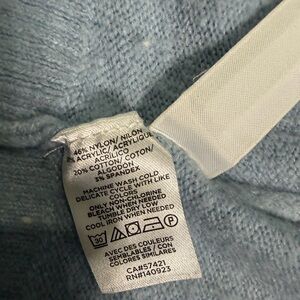 46% NYLON/NILON
ACRYLIC/ACRYLIQUE
ACRILICO
20% COTTON/COTON/
ALGODON
3% SPANDEX
MACHINE WASH COLD
DELICATE CYCLE WITH LIKE
COLORS
ONLY NON-CHLORINE
BLEACH WHEN NEEDED
TUMBLE DRY LOW
COOL IRON WHEN NEEDED
30
AVEC DES COULEURS
SEMBLABLES / CON
COLORES SIMILARES
CA#57421
RN#140923